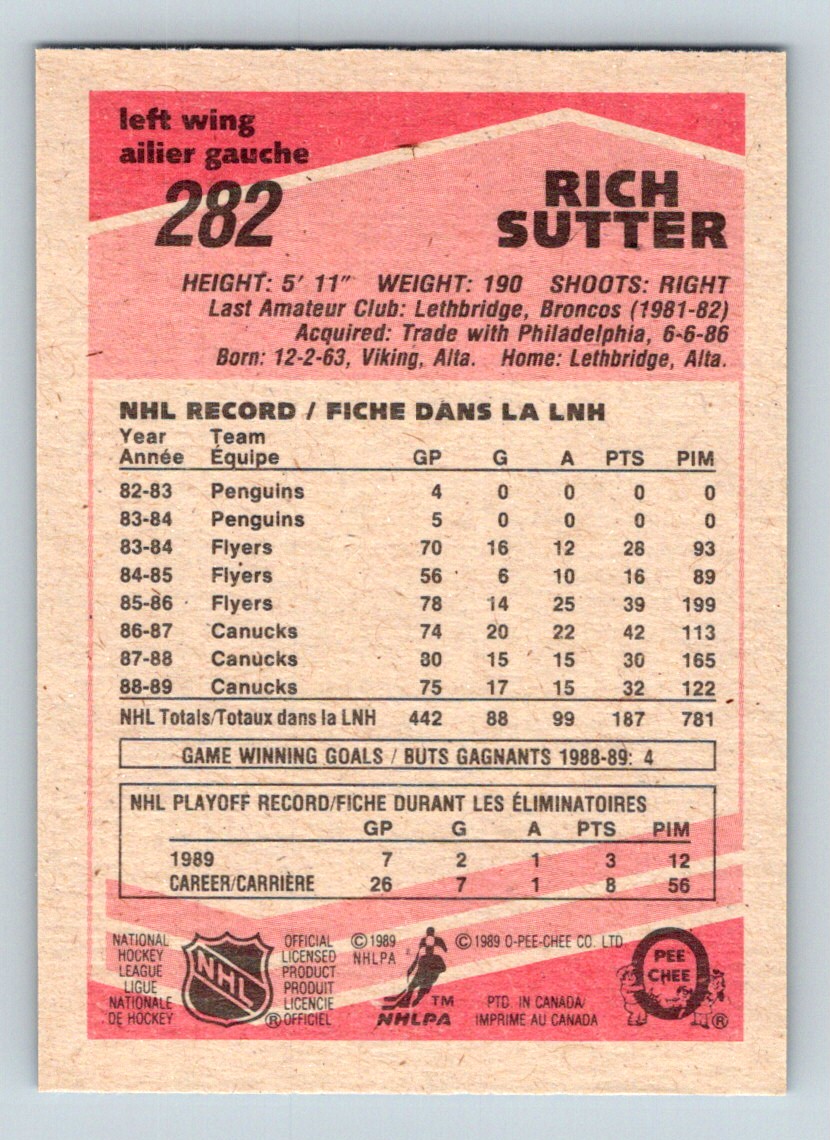 left wing
ailier gauche
282
RICH
SUTTER
HEIGHT: 5' 11" WEIGHT: 190 SHOOTS: RIGHT
Last Amateur Club: Lethbridge, Broncos (1981-82)
Acquired: Trade with Philadelphia, 6-6-86
Born: 12-2-63, Viking, Alta. Home: Lethbridge, Alta.
NHL RECORD / FICHE DANS LA LNH
Year Team
Année Équipe GP G A PTS PIM
82-83 Penguins 4 0 0 0 0
83-84 Penguins 5 0 0 0 0
83-84 Flyers 70 16 12 28 93
84-85 Flyers 56 6 10 16 89
85-86 Flyers 78 14 25 39 199
86-87 Canucks 74 20 22 42 113
87-88 Canucks 80 15 15 30 165
88-89 Canucks 75 17 15 32 122
NHL Totals/Totaux dans la LNH 442 88 99 187 781
GAME WINNING GOALS / BUTS GAGNANTS 1988-89: 4
NHL PLAYOFF RECORD/FICHE DURANT LES ÉLIMINATOIRES
GP G A PTS PIM
1989 7 2 1 3 12
CAREER/CARRIÈRE 26 7 1 8 56
NATIONAL
HOCKEY
LEAGUE
LIGUE
NATIONALE
DE HOCKEY
NHL
®
OFFICIAL
LICENSED
PRODUCT
PRODUIT
LICENCIE
OFFICIEL
© 1989
NHLPA
TM
NHLPA
© 1989 O-PEE-CHEE CO. LTD
PTD. IN CANADA/
IMPRIME AU CANADA
O
PEE
CHEE
®